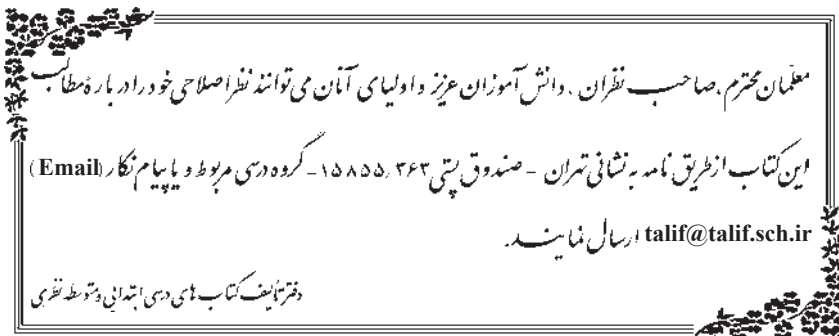 معلّمان محترم، صاحب نظران، دانش آموزان عزیز و اولیای آنان می توانند نظر اصلاحی خود را در بارهٔ مطالب
این کتاب از طریق نامه به نشانی تهران - صندوق پستی ۱۵۸۵۵/۳۶۳ - گروه درسی مربوط و یا پیام نگار (Email)
talif@talif.sch.ir ارسال نمایند.
دفتر تألیف کتاب های درسی ابتدایی و متوسطه نظری